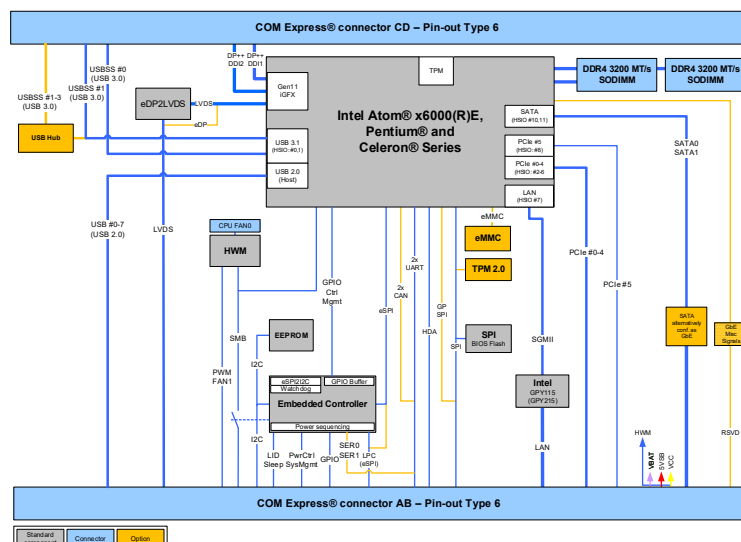 COM Express® connector CD – Pin-out Type 6
USBSS #0
(USB 3.0)
USBSS #1
(USB 3.0)
USBSS #1-3
(USB 3.0)
USB Hub
eDP2LVDS
LVDS
eDP
DP++
DDI2
DP++
DDI1
Gen11
iGFX
TPM
Intel Atom® x6000(R)E,
Pentium® and
Celeron® Series
USB 3.1
(HSIO: #0,1)
USB 2.0
(Host)
SATA
(HSIO #10,11)
PCIe #5
(HSIO: #8)
PCIe #0-4
(HSIO: #2-6)
LAN
(HSIO #7)
DDR4 3200 MT/s
SODIMM
DDR4 3200 MT/s
SODIMM
SATA0
SATA1
USB #0-7
(USB 2.0)
LVDS
CPU FAN0
HWM
eMMC
eMMC
TPM 2.0
GPIO
Ctrl
Mgmt
eSPI
2x
CAN
2x
UART
HDA
GP
SPI
SPI
SPI
BIOS Flash
PCIe #0-4
PCIe #5
SATA
alternatively
conf. as
GbE
GbE
Misc
Signals
EEPROM
SMB
I2C
PWM
FAN1
SGMII
eSPI2I2C
Watchdog
GPIO Buffer
Embedded Controller
Power sequencing
Intel
GPY115
(GPY215)
I2C
LID
Sleep
PwrCtrl
SysMgmt
GPIO
SER0
SER1
LPC
(eSPI)
LAN
HWM
VBAT
5VSB
VCC
RSVD
COM Express® connector AB – Pin-out Type 6
Standard
Connector
Option